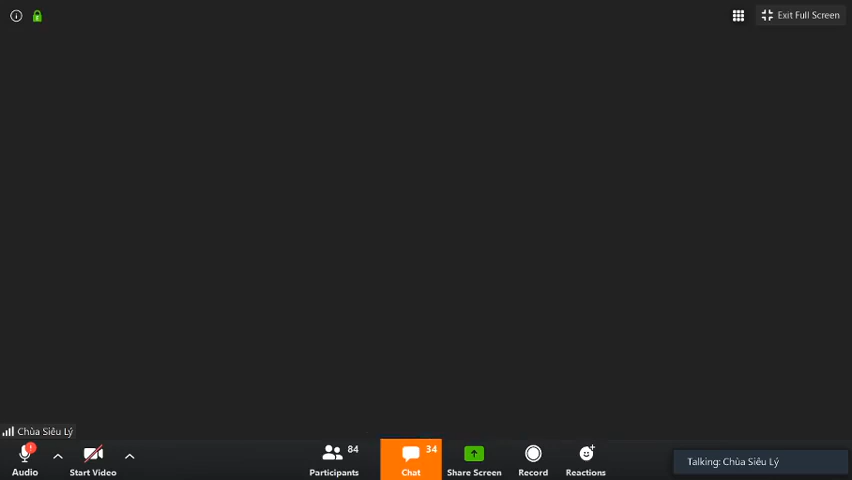 Exit Full Screen
Chùa Siêu Lý
Audio
Start Video
84
Participants
34
Chat
Share Screen
Record
Reactions
Talking: Chùa Siêu Lý